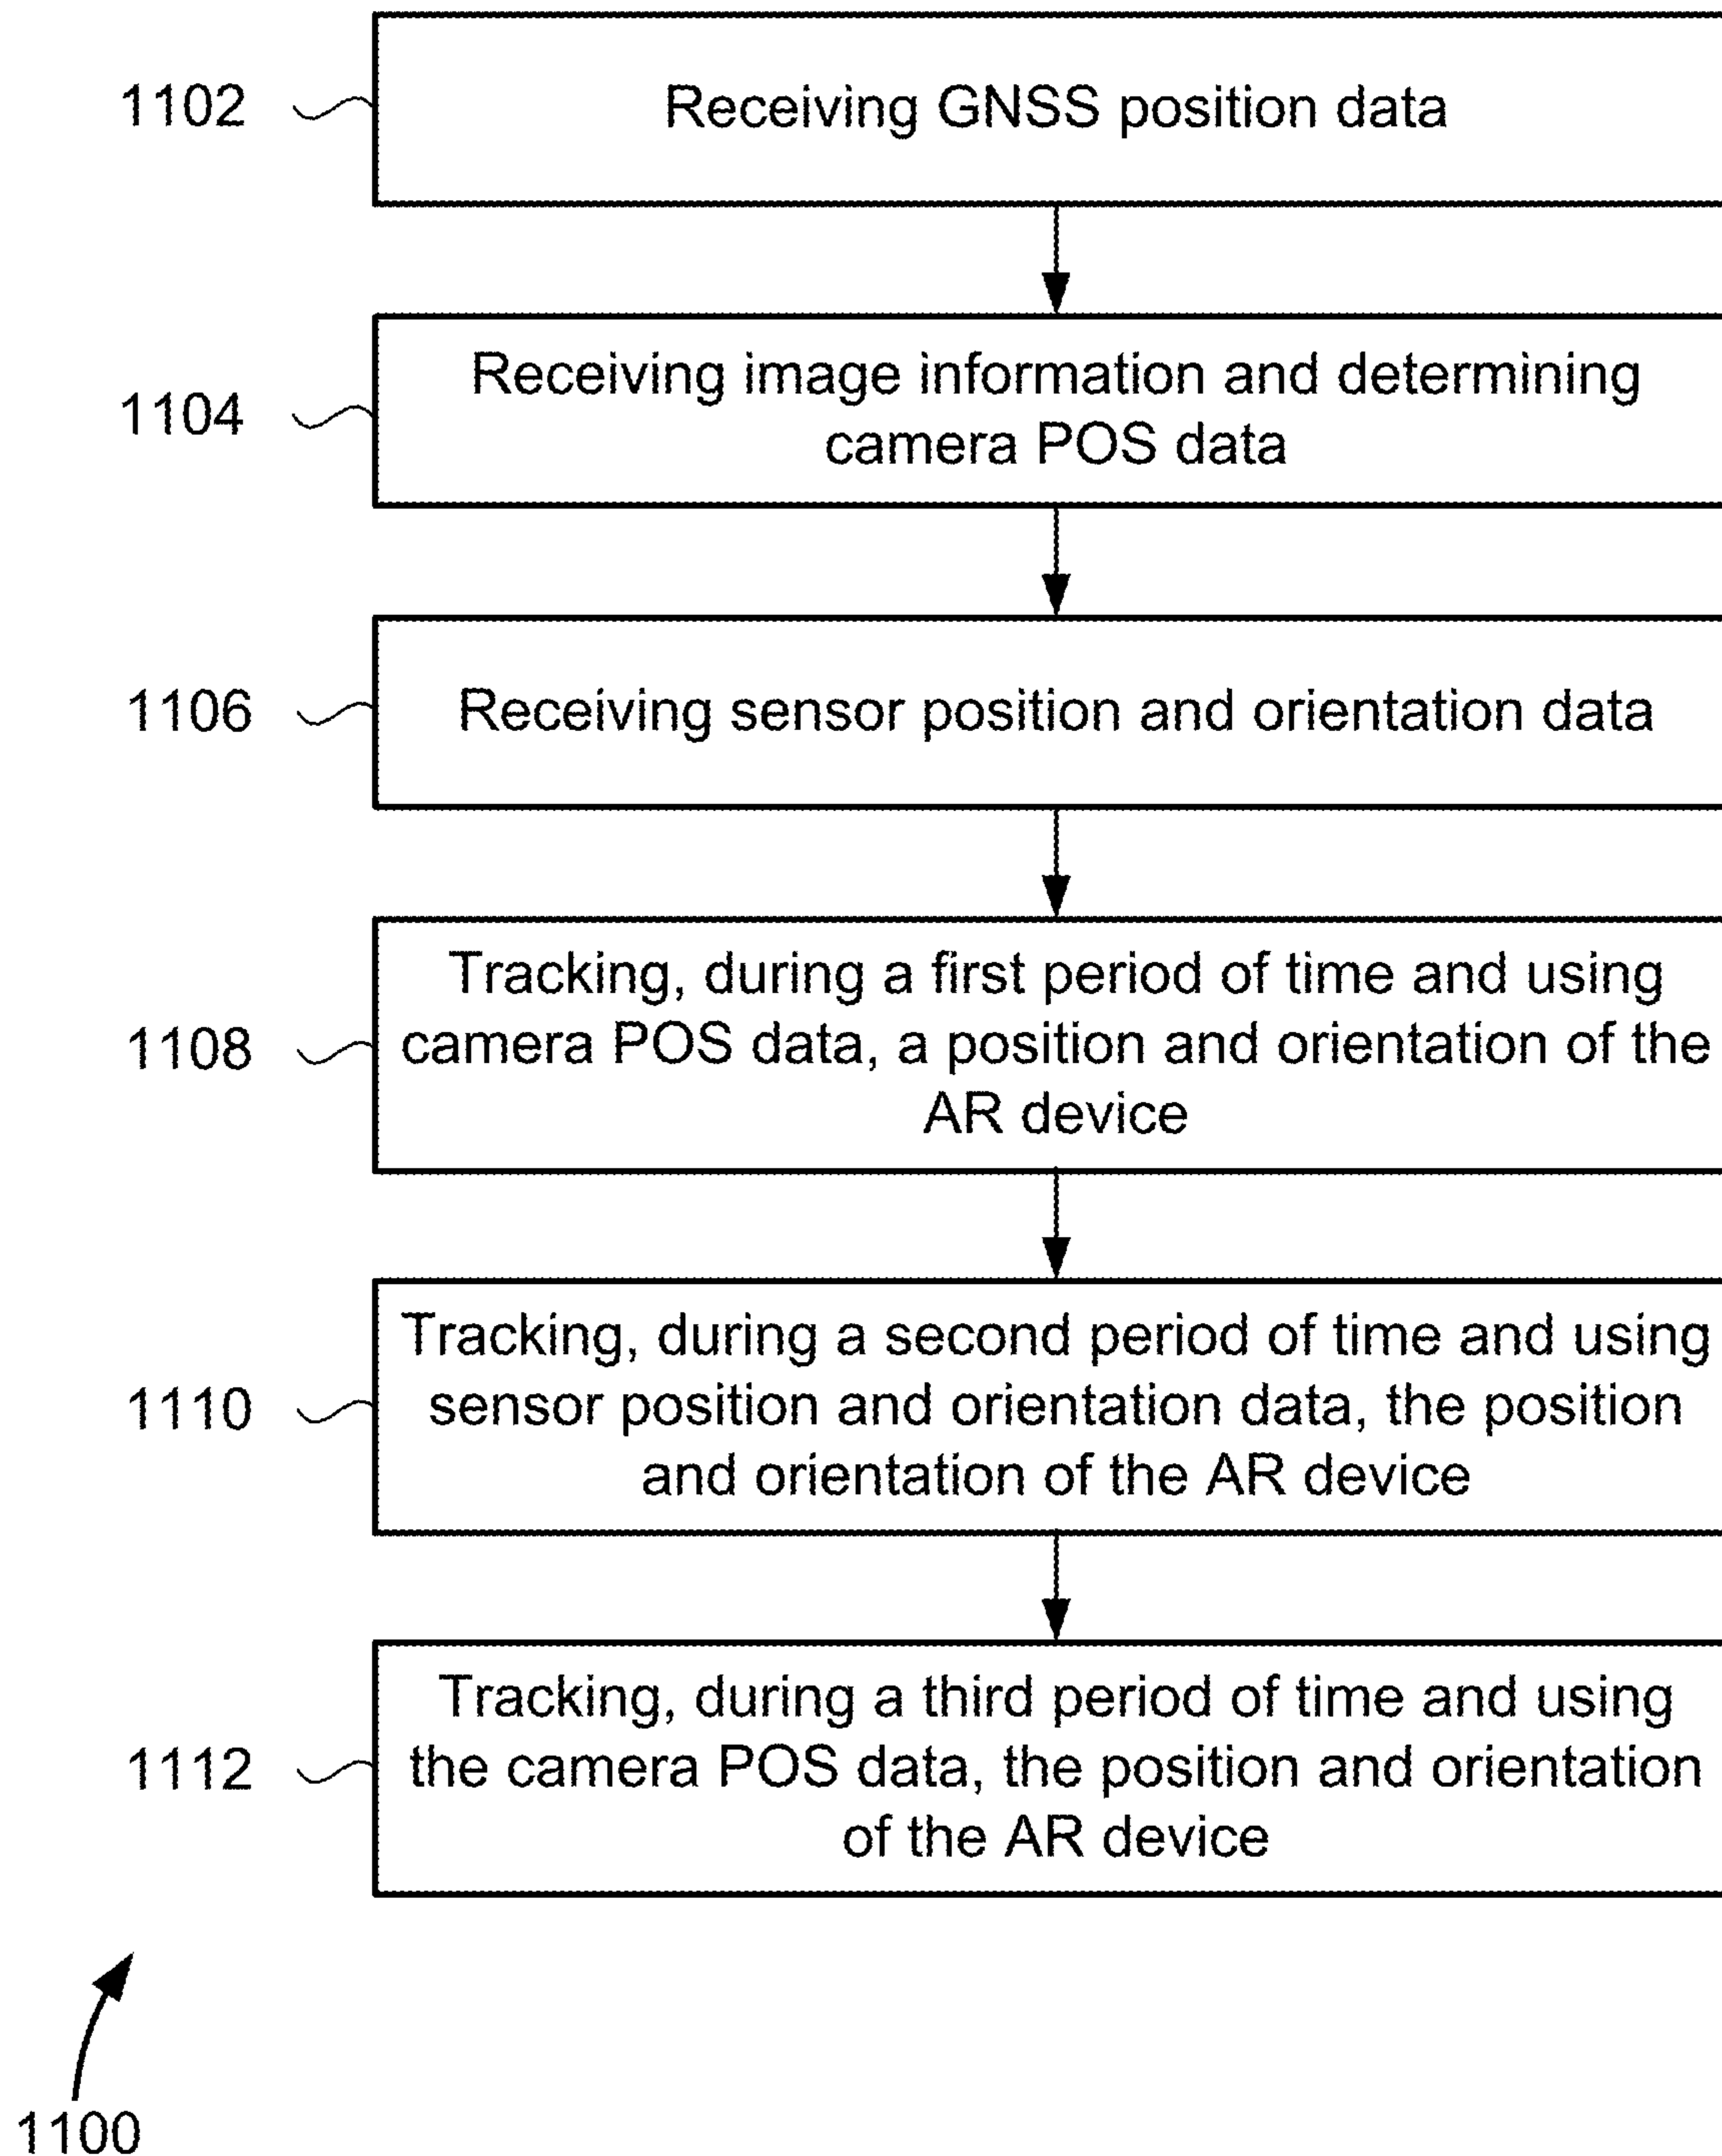 1102
Receiving GNSS position data
1104
Receiving image information and determining
camera POS data
1106
Receiving sensor position and orientation data
1108
Tracking, during a first period of time and using
camera POS data, a position and orientation of the
AR device
1110
Tracking, during a second period of time and using
sensor position and orientation data, the position
and orientation of the AR device
1112
Tracking, during a third period of time and using
the camera POS data, the position and orientation
of the AR device
1100